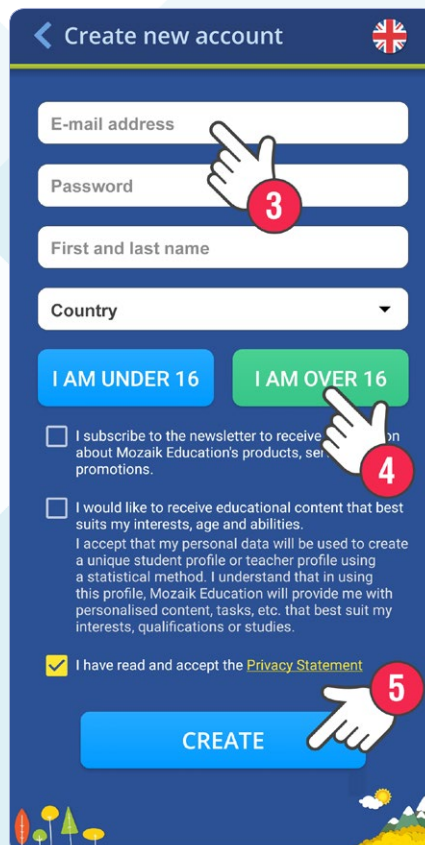 Create new account
E-mail address
Password
3
First and last name
Country
I AM UNDER 16
I AM OVER 16
I subscribe to the newsletter to receive on
about Mozaik Education's products,
promotions.
4
I would like to receive educational content that best
suits my interests, age and abilities.
I accept that my personal data will be used to create
a unique student profile or teacher profile using
a statistical method. I understand that in using
this profile, Mozaik Education will provide me with
personalised content, tasks, etc. that best suit my
interests, qualifications or studies.
I have read and accept the Privacy Statement
5
CREATE